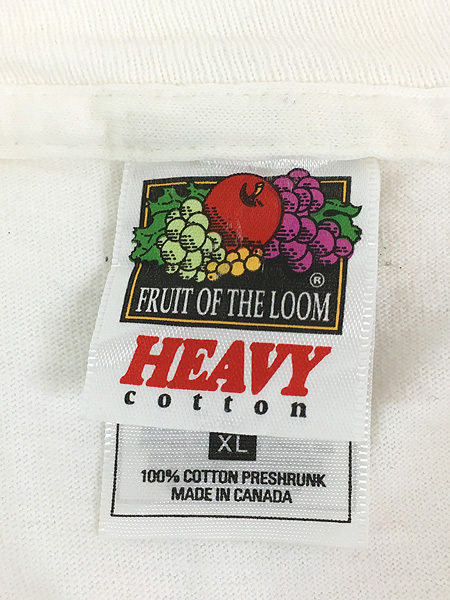 ®
FRUIT OF THE LOOM
HEAVY
cotton
XL
100% COTTON PRESHRUNK
MADE IN CANADA